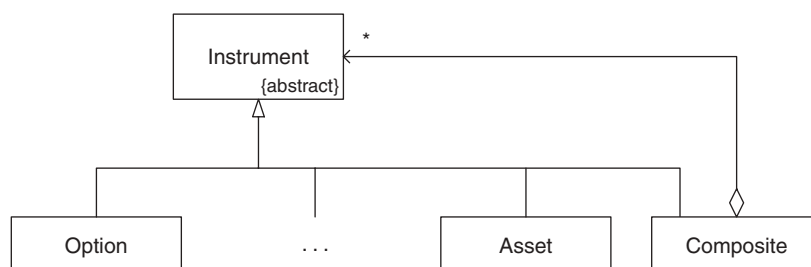 *
Instrument
{abstract}
Option
. . .
Asset
Composite